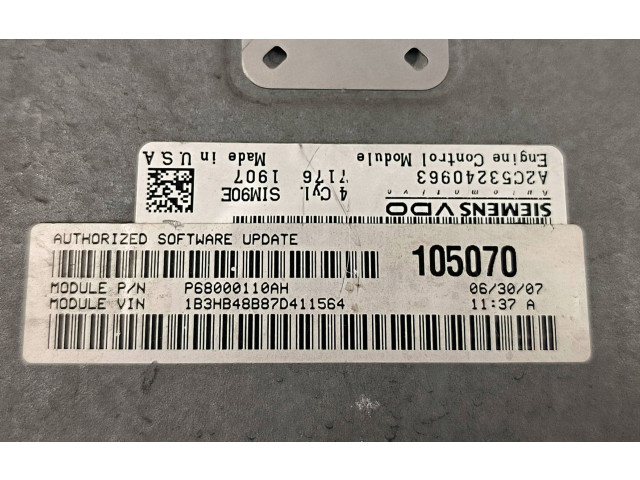 SIEMENS VDO
Automotive
A2C53240963
Engine Control Module
4 Cyl. SIM90E
7176 1907
Made in U.S.A
AUTHORIZED SOFTWARE UPDATE
105070
MODULE P/N P68000110AH 06/30/07
MODULE VIN 1B3HB48B87D411564 11:37 A